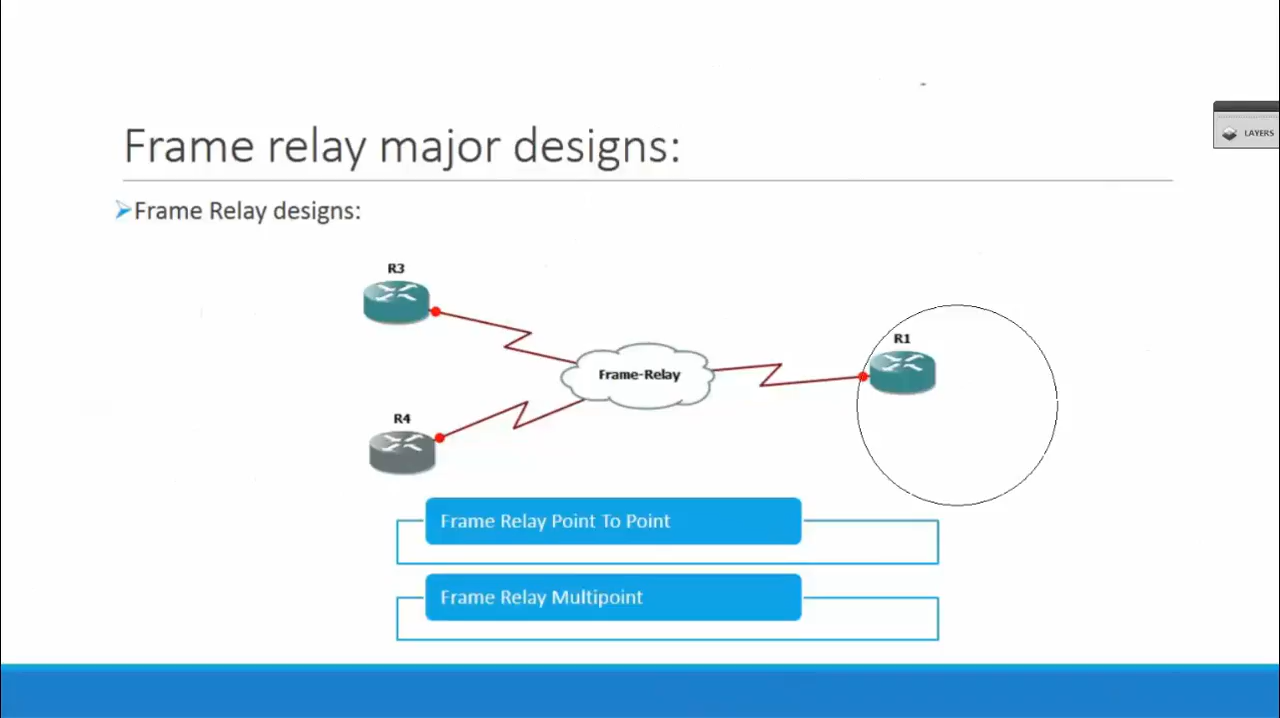 Frame relay major designs:
LAYERS
Frame Relay designs:
R3
R1
Frame-Relay
R4
Frame Relay Point To Point
Frame Relay Multipoint